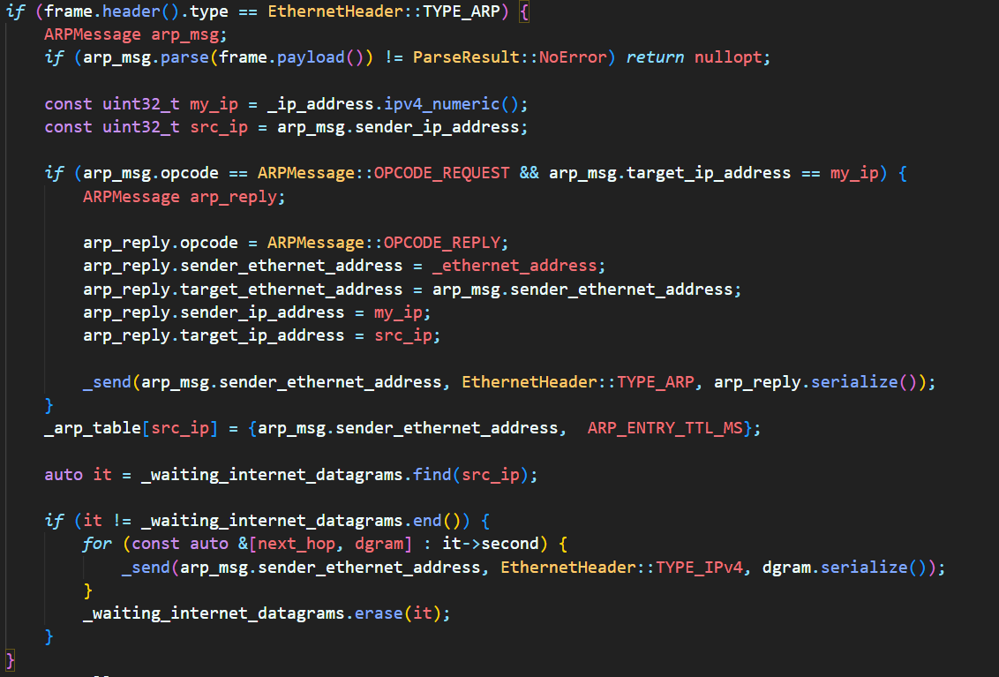 if (frame.header().type == EthernetHeader::TYPE_ARP) {
    ARPMessage arp_msg;
    if (arp_msg.parse(frame.payload()) != ParseResult::NoError) return nullopt;

    const uint32_t my_ip = _ip_address.ipv4_numeric();
    const uint32_t src_ip = arp_msg.sender_ip_address;

    if (arp_msg.opcode == ARPMessage::OPCODE_REQUEST && arp_msg.target_ip_address == my_ip) {
        ARPMessage arp_reply;

        arp_reply.opcode = ARPMessage::OPCODE_REPLY;
        arp_reply.sender_ethernet_address = _ethernet_address;
        arp_reply.target_ethernet_address = arp_msg.sender_ethernet_address;
        arp_reply.sender_ip_address = my_ip;
        arp_reply.target_ip_address = src_ip;

        _send(arp_msg.sender_ethernet_address, EthernetHeader::TYPE_ARP, arp_reply.serialize());
    }
    _arp_table[src_ip] = {arp_msg.sender_ethernet_address,  ARP_ENTRY_TTL_MS};

    auto it = _waiting_internet_datagrams.find(src_ip);

    if (it != _waiting_internet_datagrams.end()) {
        for (const auto &[next_hop, dgram] : it->second) {
            _send(arp_msg.sender_ethernet_address, EthernetHeader::TYPE_IPv4, dgram.serialize());
        }
        _waiting_internet_datagrams.erase(it);
    }
}